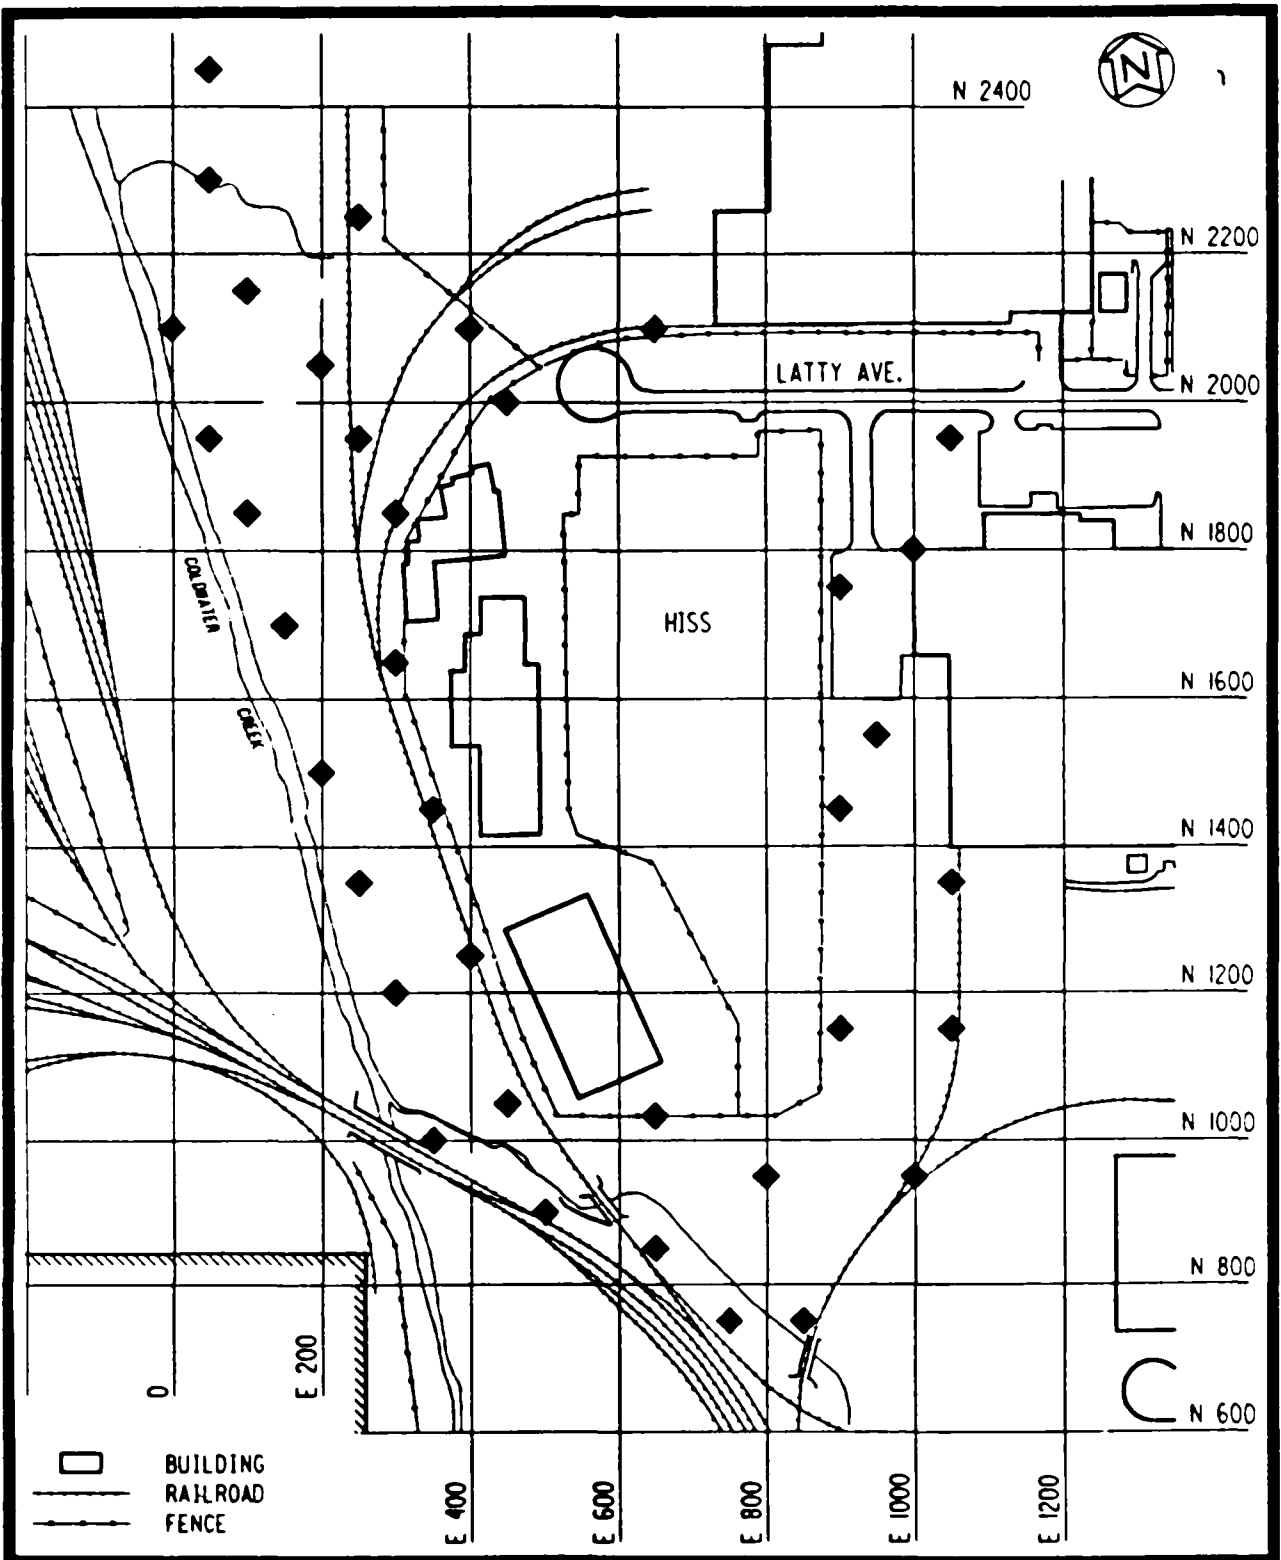 N
N 2400
N 2200
LATTY AVE.
N 2000
N 1800
COLDWATER
HISS
N 1600
CREEK
N 1400
N 1200
N 1000
N 800
0
E 200
N 600
BUILDING
RAILROAD
FENCE
E 400
E 600
E 800
E 1000
E 1200